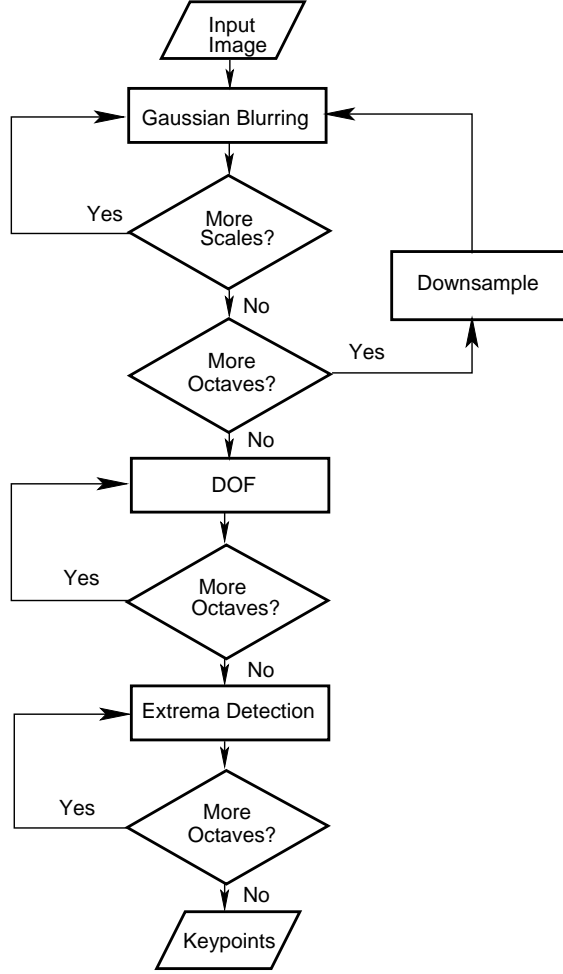 Input
Image
Gaussian Blurring
Yes
More
Scales?
Downsample
No
More
Octaves?
Yes
No
DOF
Yes
More
Octaves?
No
Extrema Detection
Yes
More
Octaves?
No
Keypoints